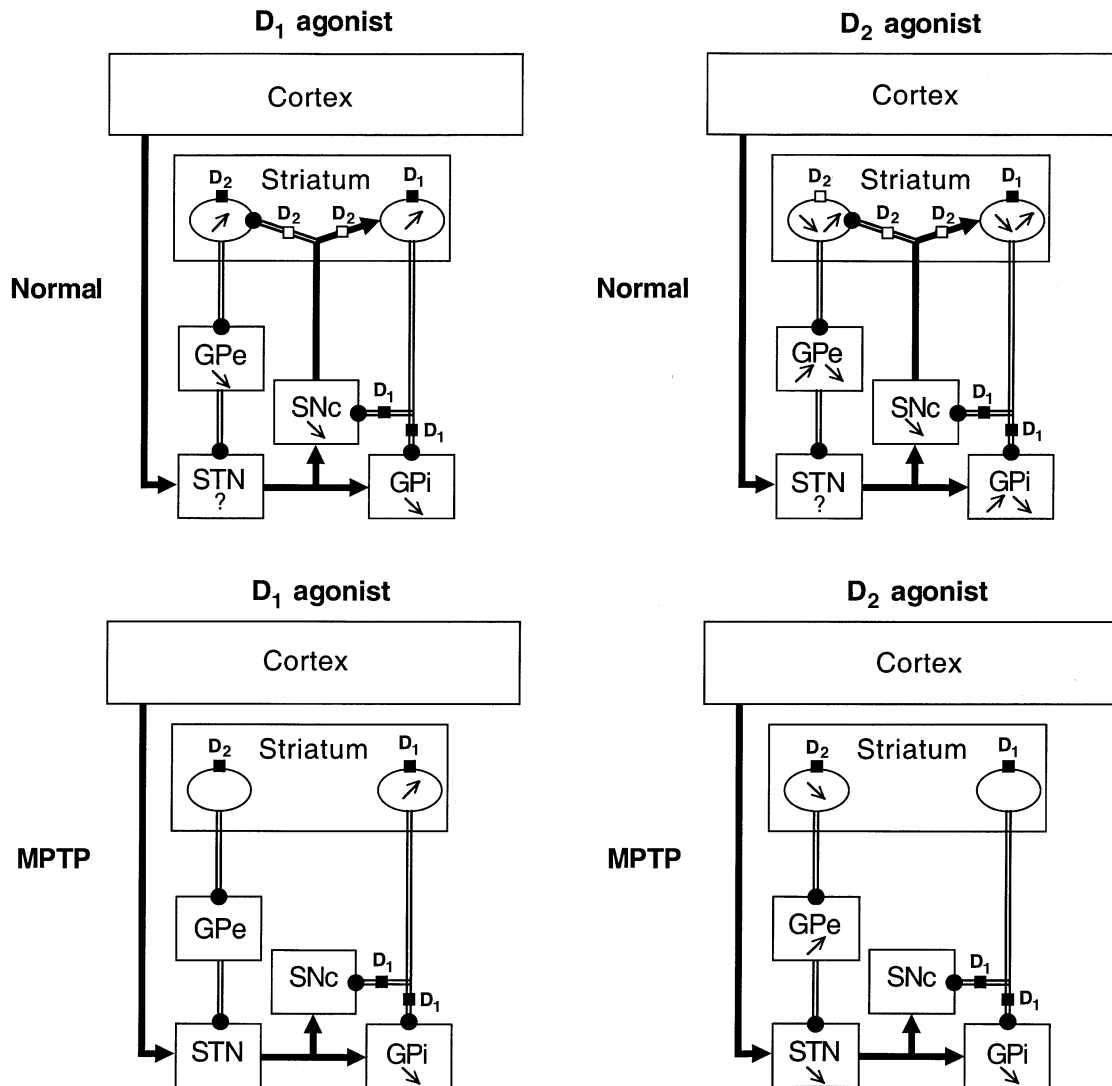 D₁ agonist
Cortex
D₂ Striatum D₁
D₂ D₂
Normal
GPe
SNc D₁
D₁
STN
?
GPi
D₂ agonist
Cortex
D₂ Striatum D₁
D₂ D₂
Normal
GPe
SNc D₁
D₁
STN
?
GPi
D₁ agonist
Cortex
D₂ Striatum D₁
MPTP
GPe
SNc D₁
D₁
STN
GPi
D₂ agonist
Cortex
D₂ Striatum D₁
MPTP
GPe
SNc D₁
D₁
STN
GPi